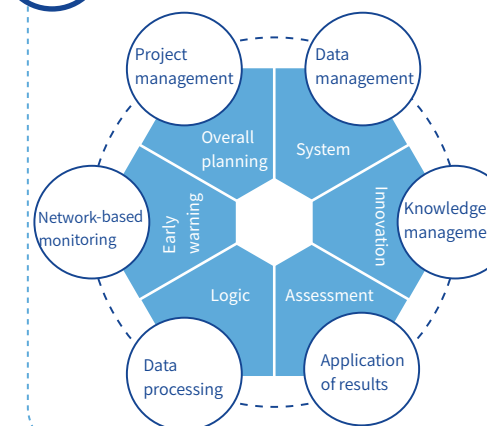 Project
management
Data
management
Overall
planning
System
Network-based
monitoring
Early
warning
Innovation
Knowledge
manageme
Logic
Assessment
Data
processing
Application
of results